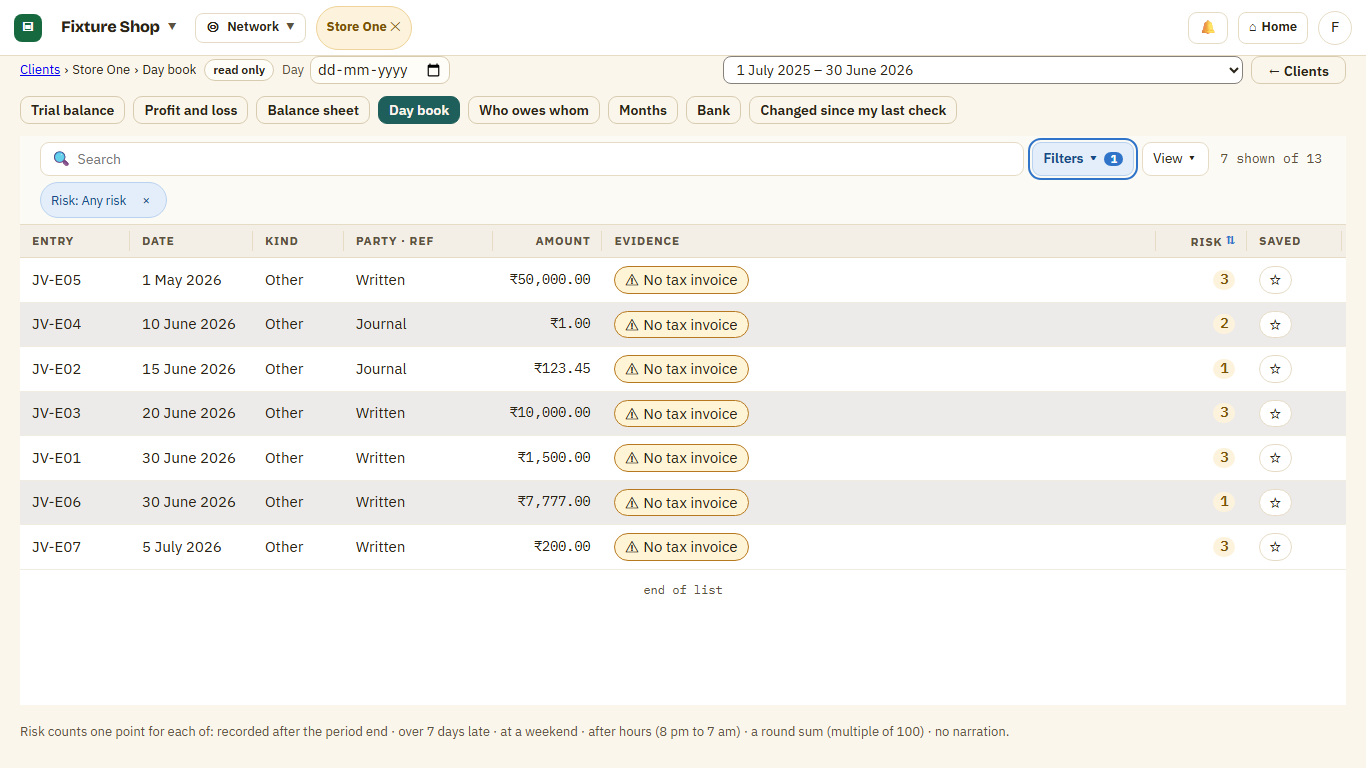 Fixture Shop ▼ Network ▼ Store One ×  Home F
Clients › Store One › Day book read only Day dd-mm-yyyy 1 July 2025 – 30 June 2026 ← Clients
Trial balance Profit and loss Balance sheet Day book Who owes whom Months Bank Changed since my last check
Search Filters ▾ 1 View ▾ 7 shown of 13
Risk: Any risk ×
ENTRY DATE KIND PARTY · REF AMOUNT EVIDENCE RISK ⇅ SAVED
JV-E05 1 May 2026 Other Written ₹50,000.00 ⚠ No tax invoice 3 ☆
JV-E04 10 June 2026 Other Journal ₹1.00 ⚠ No tax invoice 2 ☆
JV-E02 15 June 2026 Other Journal ₹123.45 ⚠ No tax invoice 1 ☆
JV-E03 20 June 2026 Other Written ₹10,000.00 ⚠ No tax invoice 3 ☆
JV-E01 30 June 2026 Other Written ₹1,500.00 ⚠ No tax invoice 3 ☆
JV-E06 30 June 2026 Other Written ₹7,777.00 ⚠ No tax invoice 1 ☆
JV-E07 5 July 2026 Other Written ₹200.00 ⚠ No tax invoice 3 ☆
end of list
Risk counts one point for each of: recorded after the period end · over 7 days late · at a weekend · after hours (8 pm to 7 am) · a round sum (multiple of 100) · no narration.